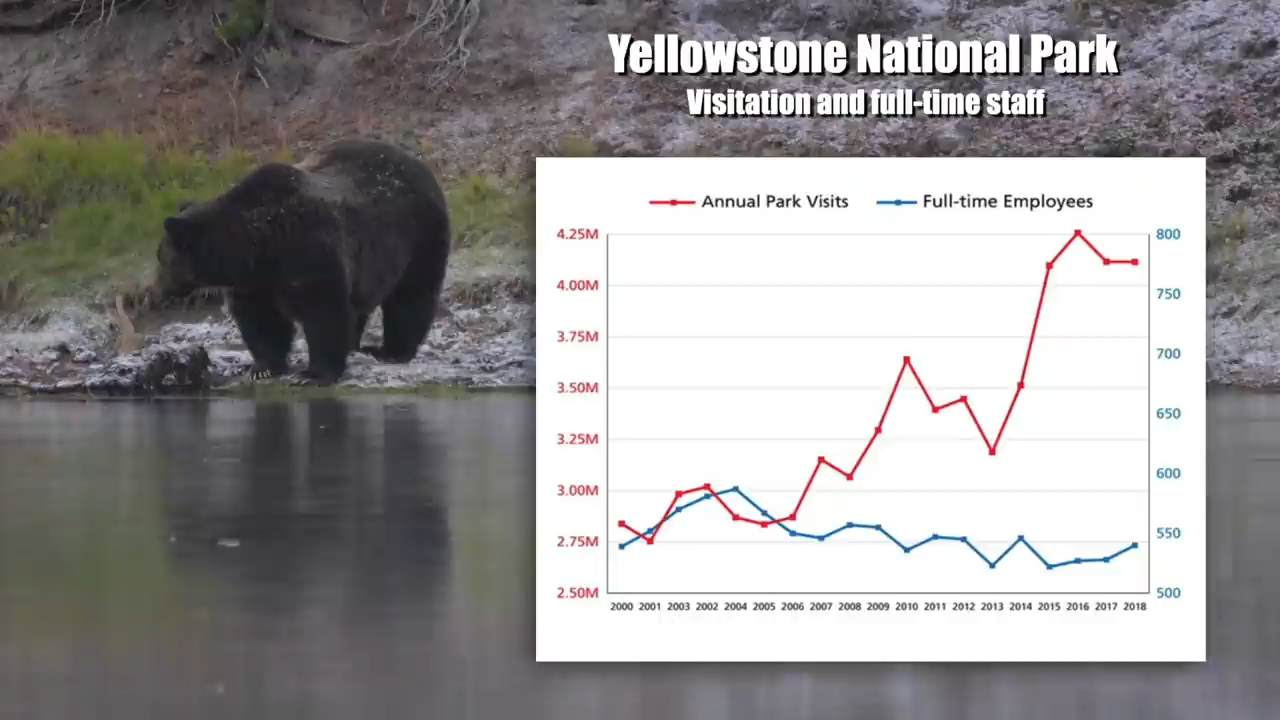 Yellowstone National Park
Visitation and full-time staff
Annual Park Visits Full-time Employees
4.25M 800
4.00M 750
3.75M 700
3.50M 650
3.25M 600
3.00M 550
2.75M 500
2.50M
2000 2001 2003 2002 2004 2005 2006 2007 2008 2009 2010 2011 2012 2013 2014 2015 2016 2017 2018